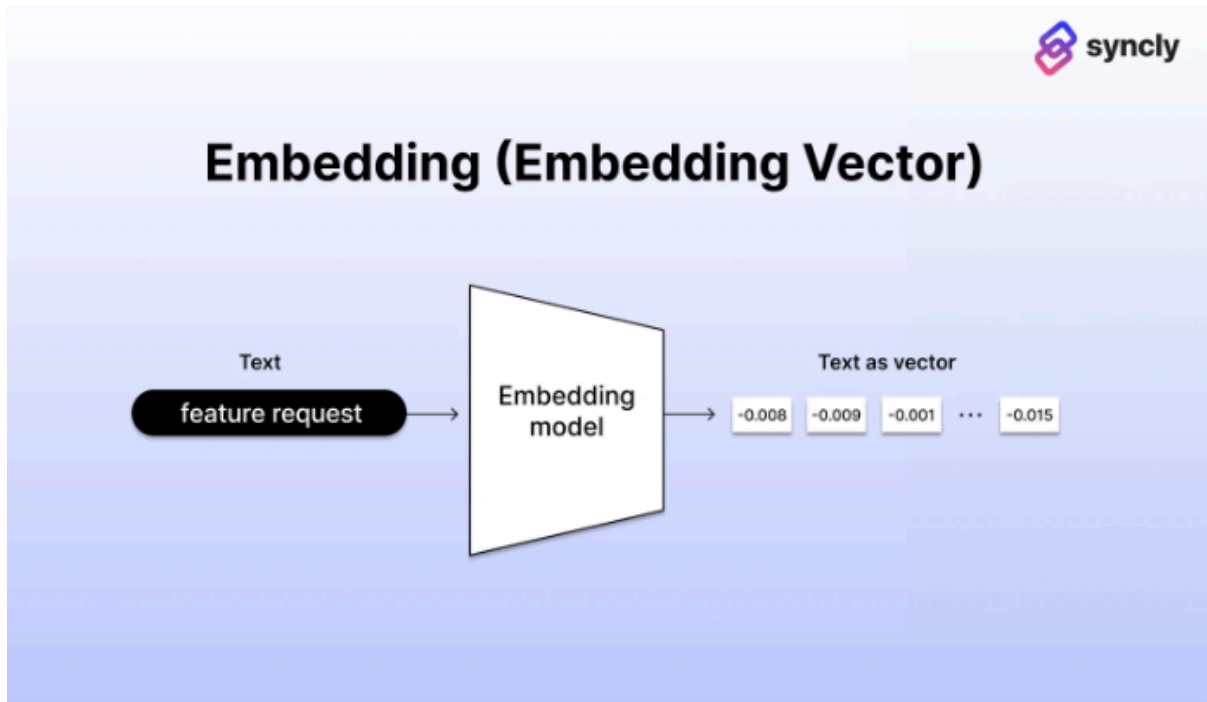 syncly
Embedding (Embedding Vector)
Text
feature request
Embedding
model
Text as vector
-0.008 -0.009 -0.001 ... -0.015